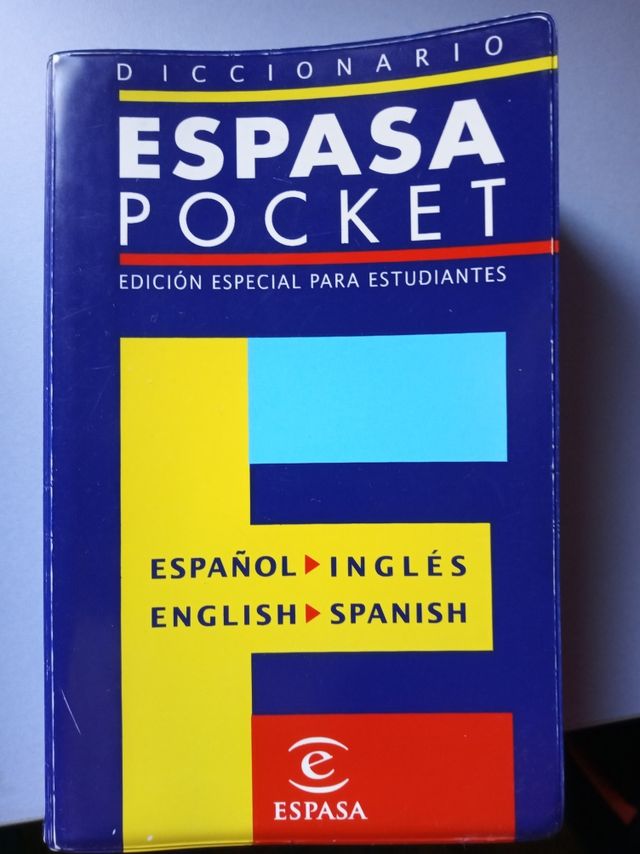 DICCIONARIO
ESPASA
POCKET
EDICIÓN ESPECIAL PARA ESTUDIANTES
ESPAÑOL▶INGLÉS
ENGLISH▶SPANISH
e
ESPASA